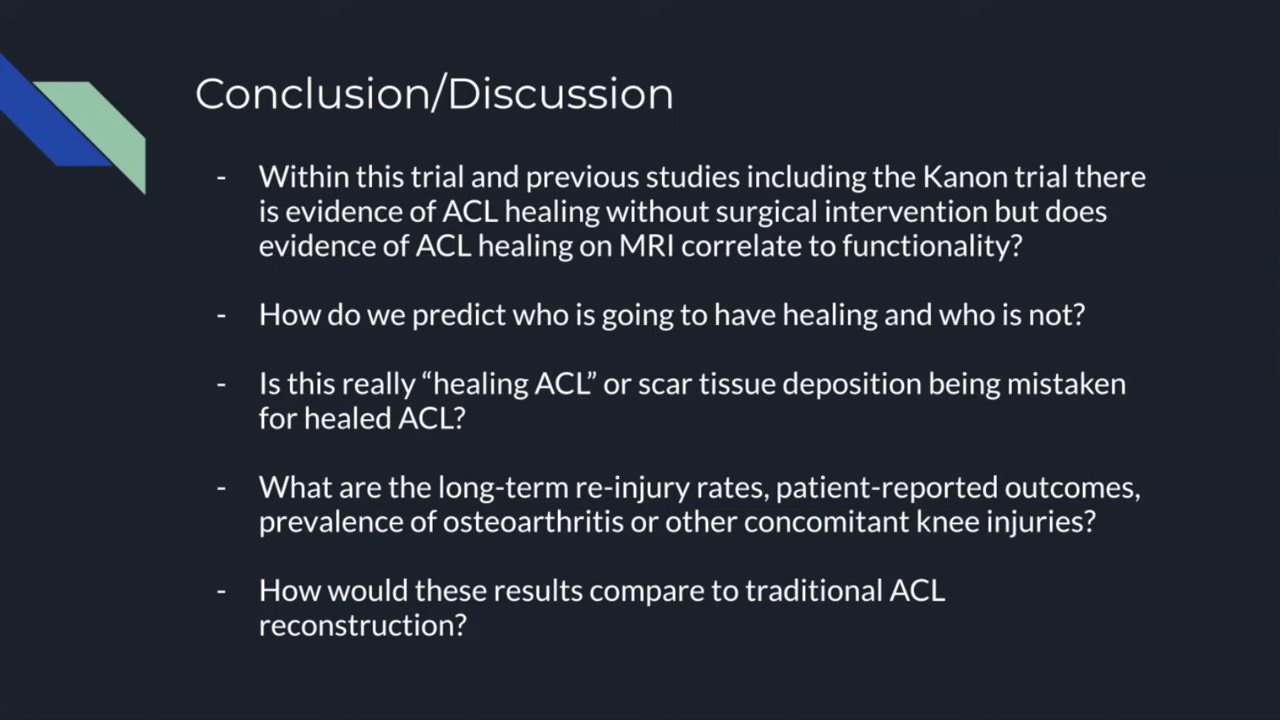 Conclusion/Discussion
- Within this trial and previous studies including the Kanon trial there
is evidence of ACL healing without surgical intervention but does
evidence of ACL healing on MRI correlate to functionality?
- How do we predict who is going to have healing and who is not?
- Is this really “healing ACL” or scar tissue deposition being mistaken
for healed ACL?
- What are the long-term re-injury rates, patient-reported outcomes,
prevalence of osteoarthritis or other concomitant knee injuries?
- How would these results compare to traditional ACL
reconstruction?